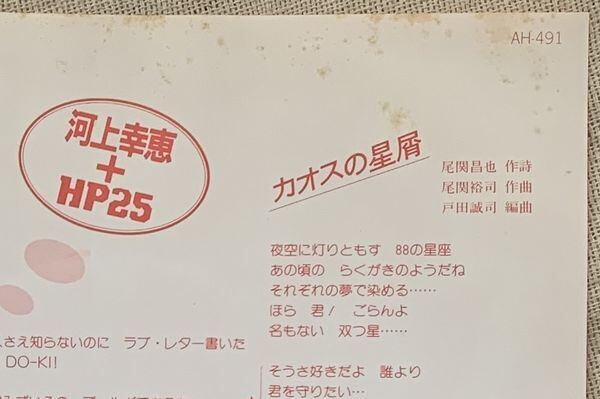 AH-491
河上幸恵
+
HP25
カオスの星屑
尾関昌也 作詩
尾関裕司 作曲
戸田誠司 編曲
夜空に灯りともす 88の星座
あの頃の らくがきのようだね
それぞれの夢で染める……
ほら 君! ごらんよ
名もない 双つ星……
そうさ好きだよ 誰より
君を守りたい…
さえ知らないのに ラブ・レター書いた
DO-KI!